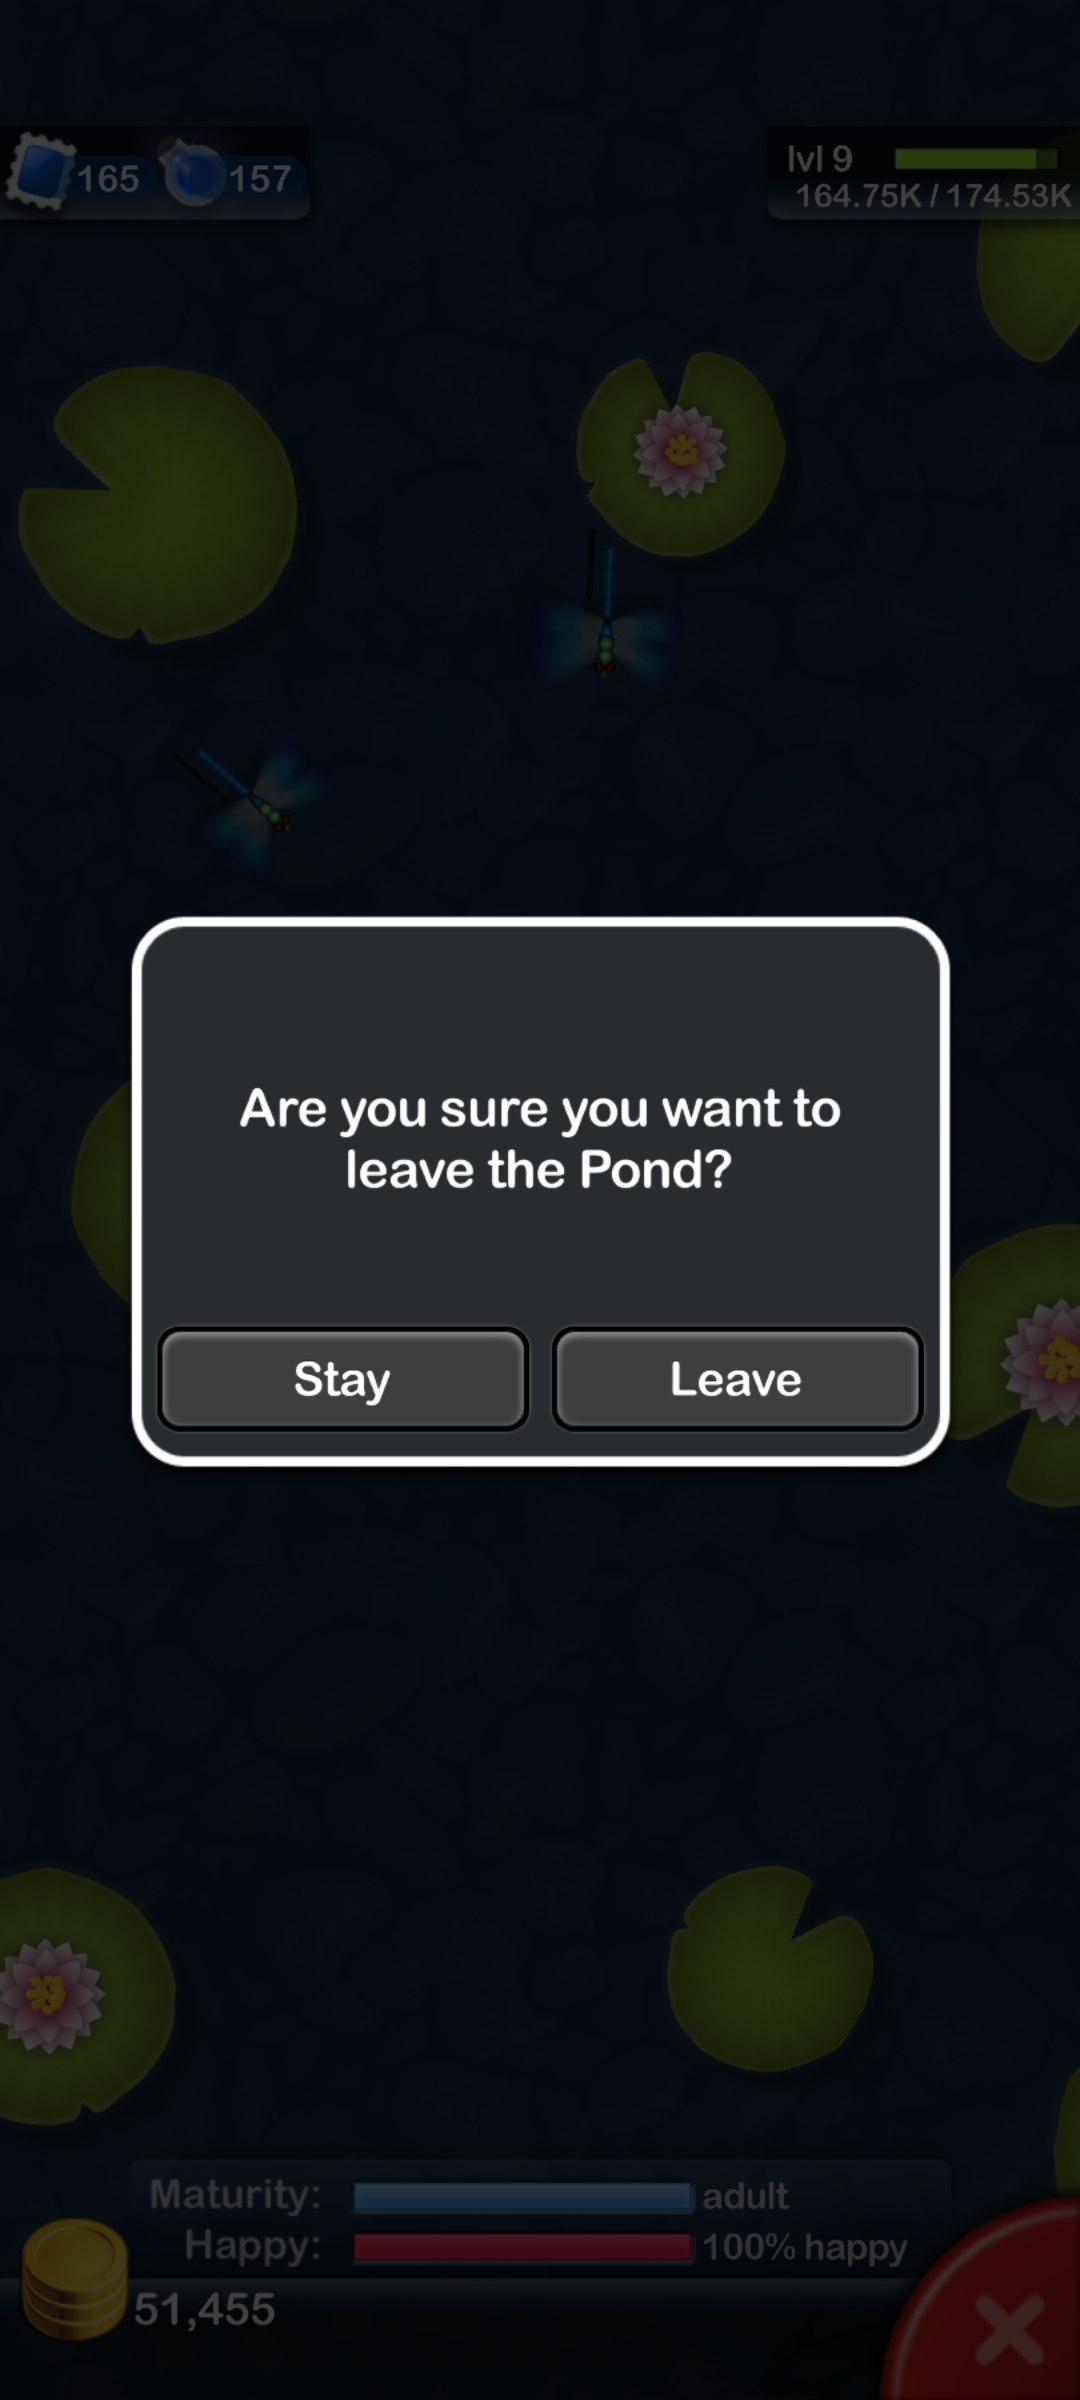 165 157
lvl 9
164.75K / 174.53K
Are you sure you want to
leave the Pond?
Stay Leave
Maturity: adult
Happy: 100% happy
51,455